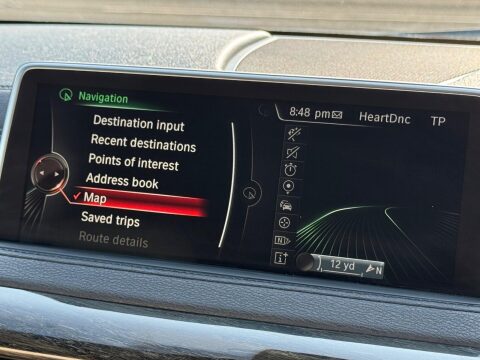 Navigation
Destination input
Recent destinations
Points of interest
Address book
Map
Saved trips
Route details
8:48 pm HeartDnc TP
N
i+
12 yd N